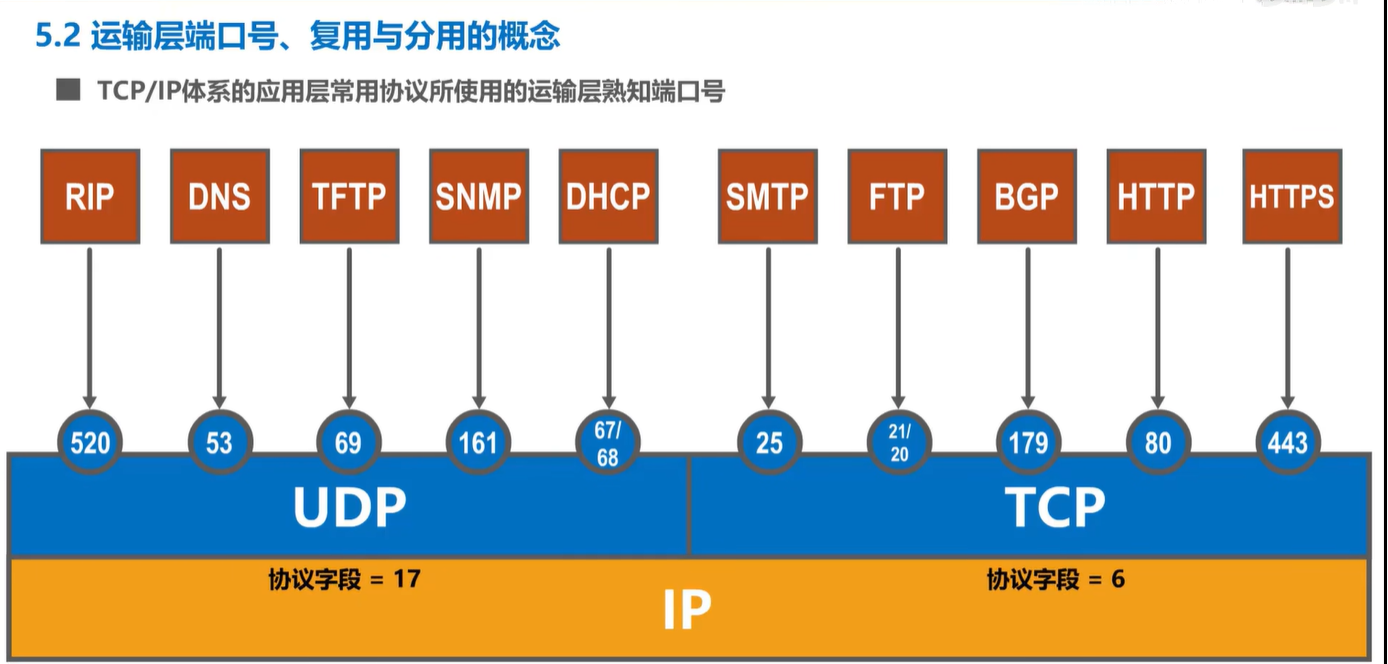 5.2 运输层端口号、复用与分用的概念
TCP/IP体系的应用层常用协议所使用的运输层熟知端口号
RIP DNS TFTP SNMP DHCP SMTP FTP BGP HTTP HTTPS
520 53 69 161 67/ 68 25 21/ 20 179 80 443
UDP TCP
协议字段 = 17 协议字段 = 6
IP